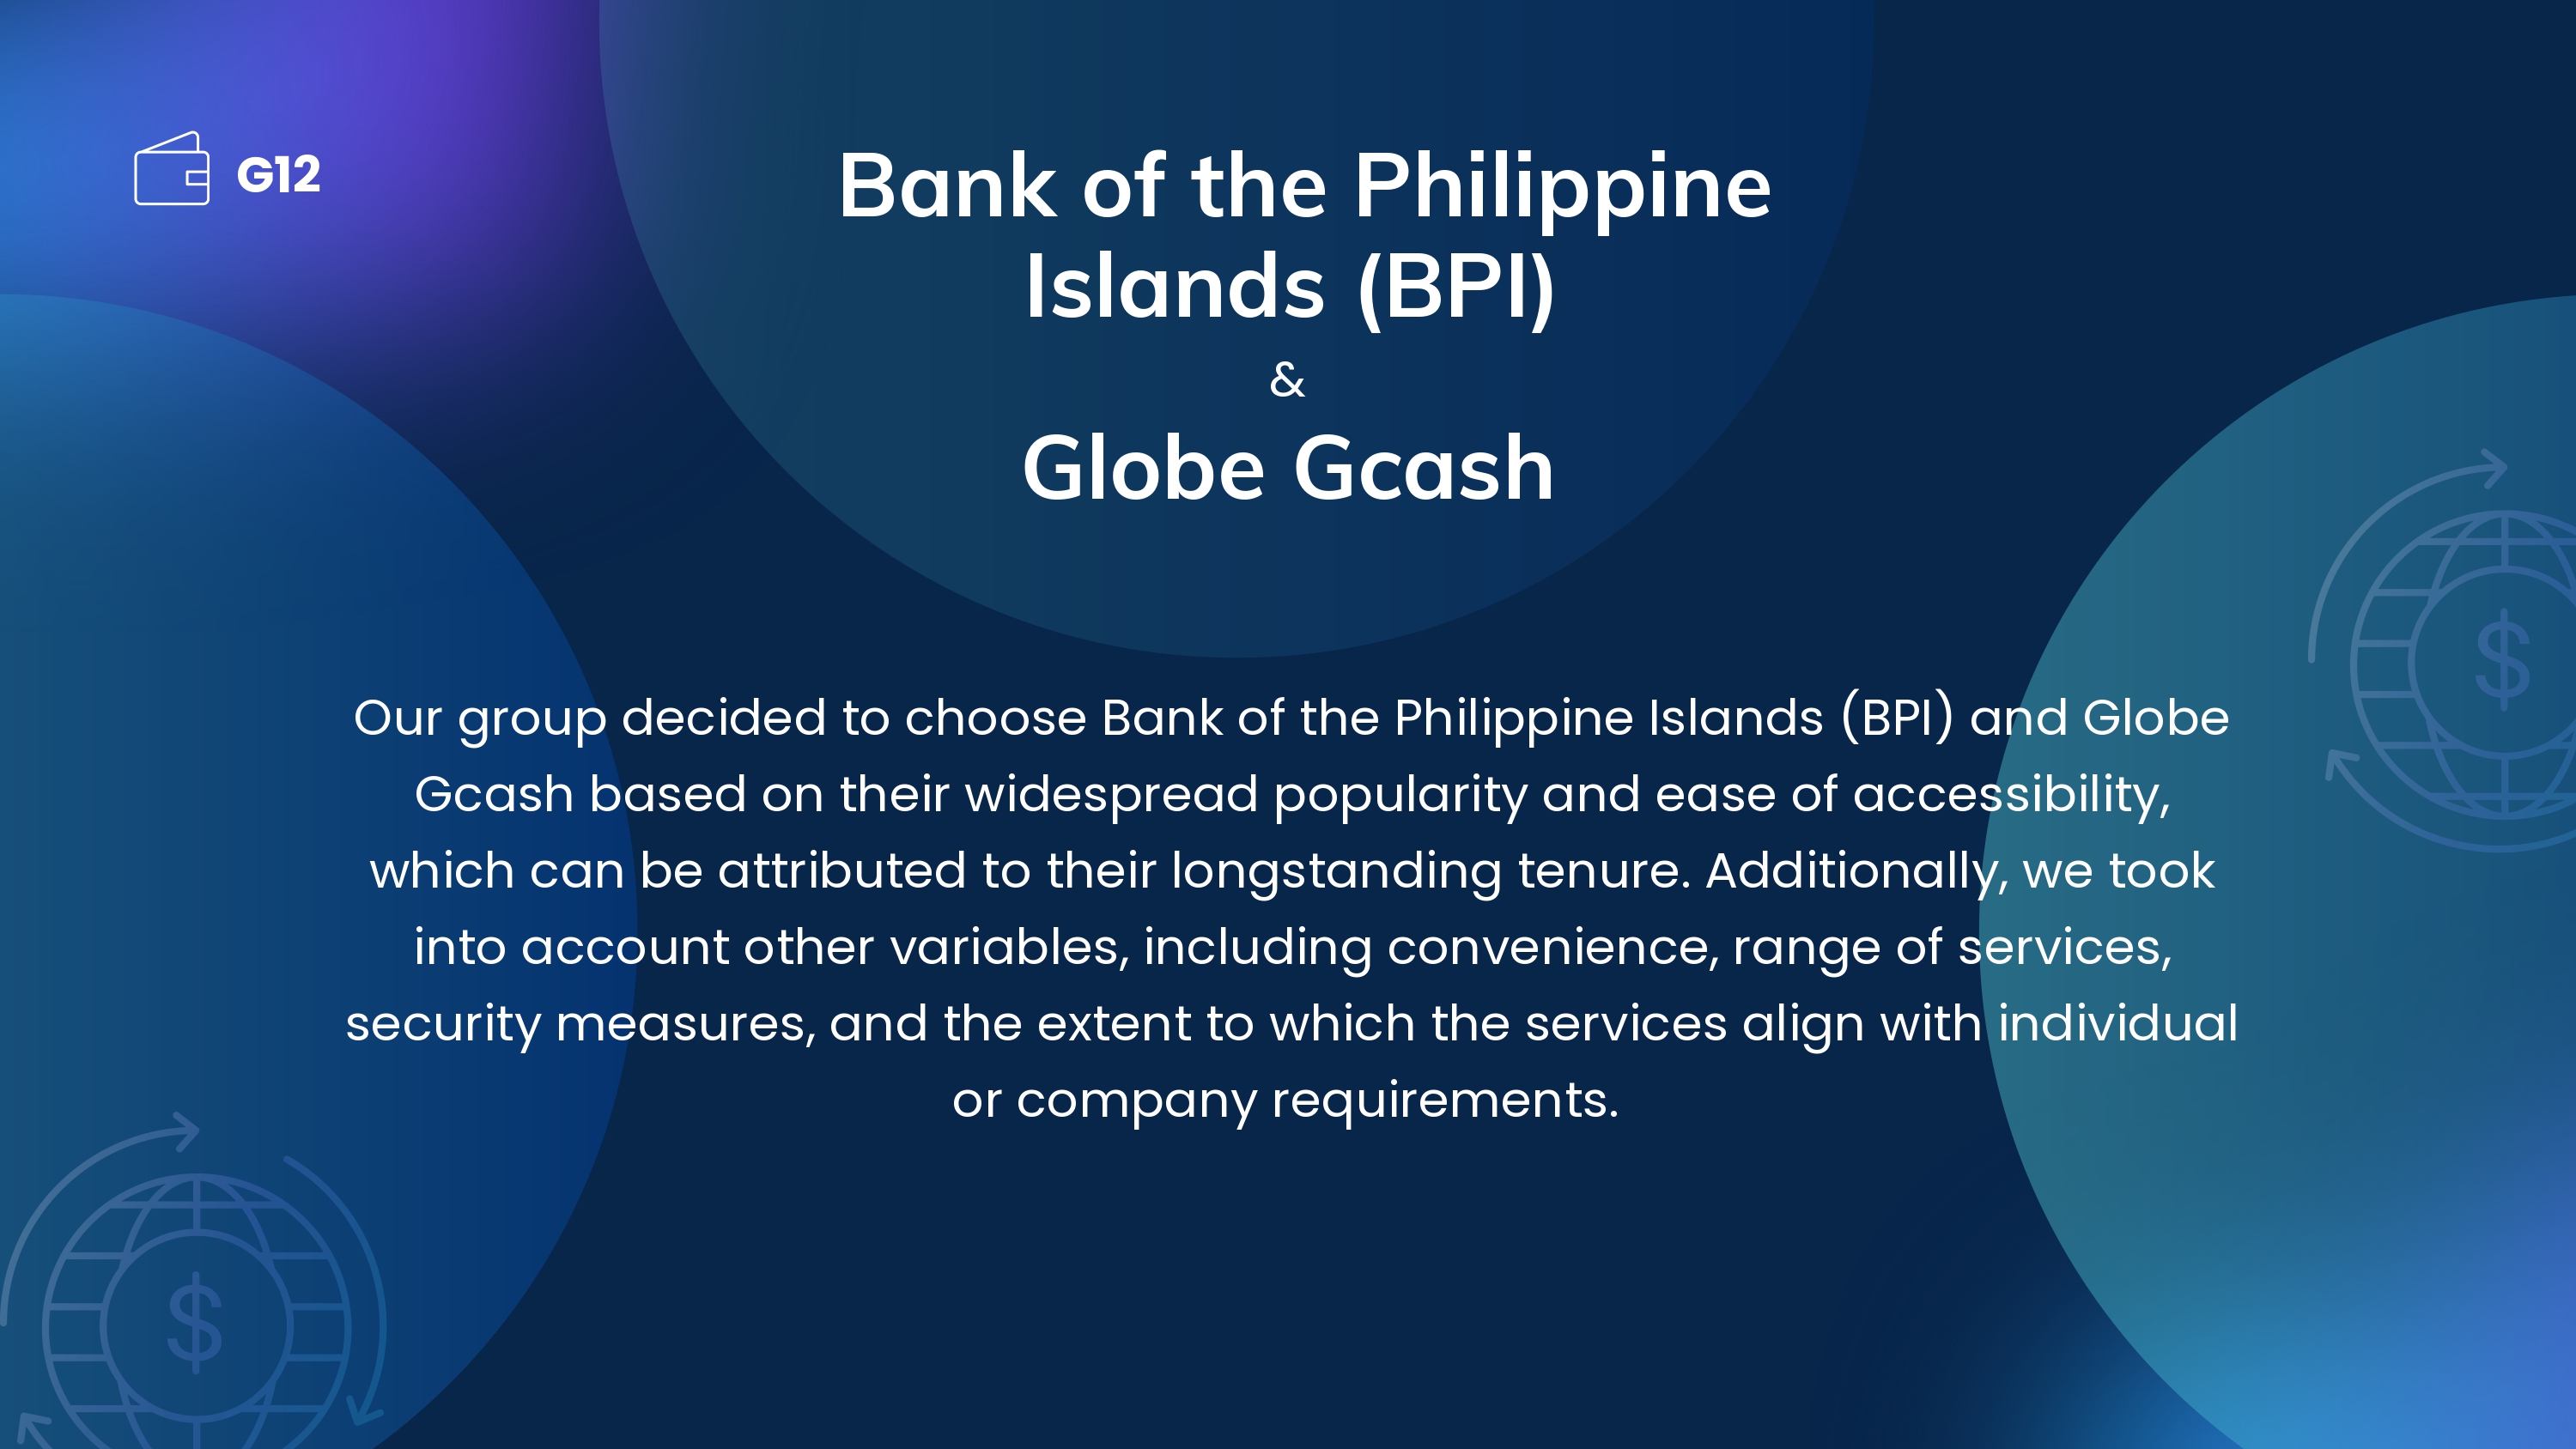 G12
Bank of the Philippine
Islands (BPI)
&
Globe Gcash
Our group decided to choose Bank of the Philippine Islands (BPI) and Globe
Gcash based on their widespread popularity and ease of accessibility,
which can be attributed to their longstanding tenure. Additionally, we took
into account other variables, including convenience, range of services,
security measures, and the extent to which the services align with individual
or company requirements.
$
$